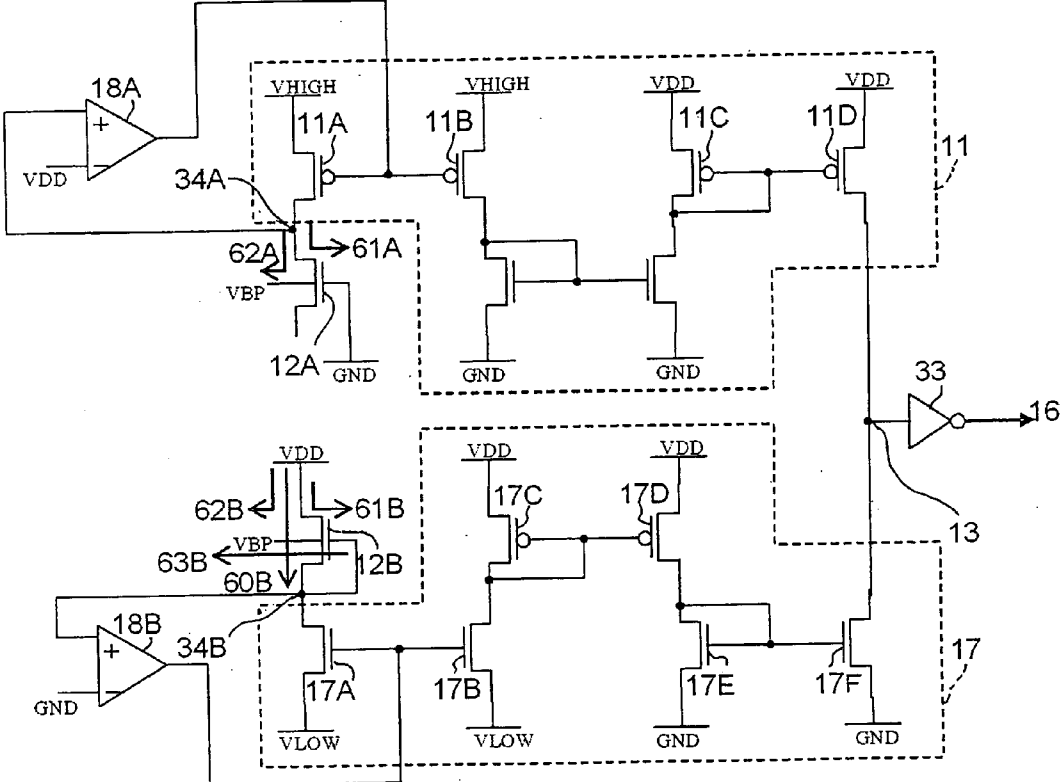 18A
+
−
VDD
34A
VHIGH
11A
VHIGH
11B
VDD
11C
VDD
11D
11
62A
61A
VBP
12A
GND
GND
GND
33
16
13
VDD
62B
61B
VBP
63B
12B
60B
34B
18B
+
−
GND
17A
VLOW
VDD
17C
17B
VLOW
VDD
17D
17E
GND
17F
GND
17